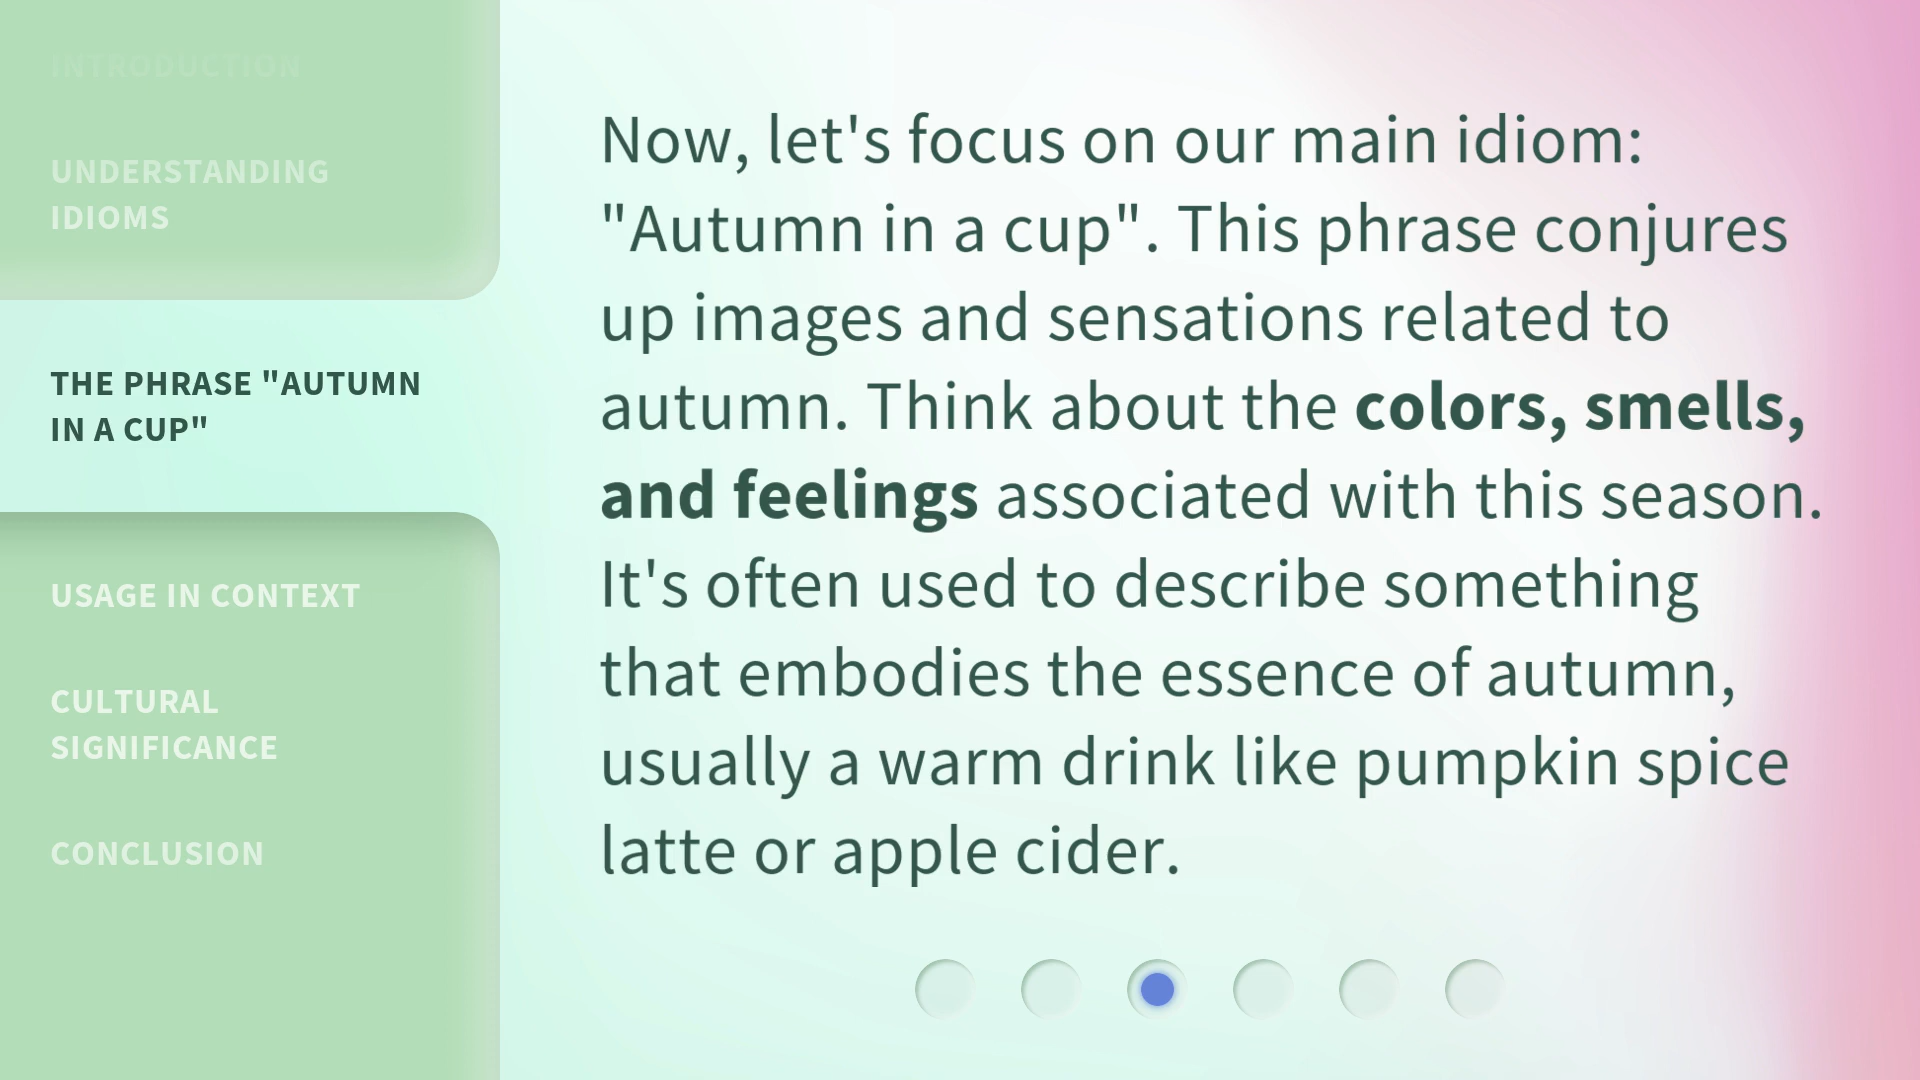 INTRODUCTION
UNDERSTANDING
IDIOMS
THE PHRASE "AUTUMN
IN A CUP"
USAGE IN CONTEXT
CULTURAL
SIGNIFICANCE
CONCLUSION
Now, let's focus on our main idiom:
"Autumn in a cup". This phrase conjures
up images and sensations related to
autumn. Think about the colors, smells,
and feelings associated with this season.
It's often used to describe something
that embodies the essence of autumn,
usually a warm drink like pumpkin spice
latte or apple cider.